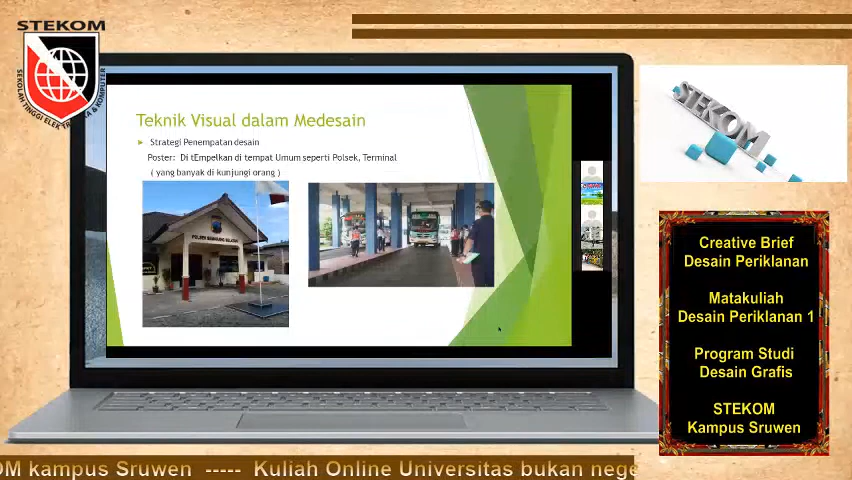 STEKOM
SEKOLAH TINGGI ELEKTRONIKA & KOMPUTER
STEKOM
Teknik Visual dalam Medesain
Strategi Penempatan desain
Poster: Di tEmpelkan di tempat Umum seperti Polsek, Terminal
( yang banyak di kunjungi orang )
Creative Brief
Desain Periklanan
Matakuliah
Desain Periklanan 1
Program Studi
Desain Grafis
STEKOM
Kampus Sruwen
OM kampus Sruwen ----- Kuliah Online Universitas bukan nege